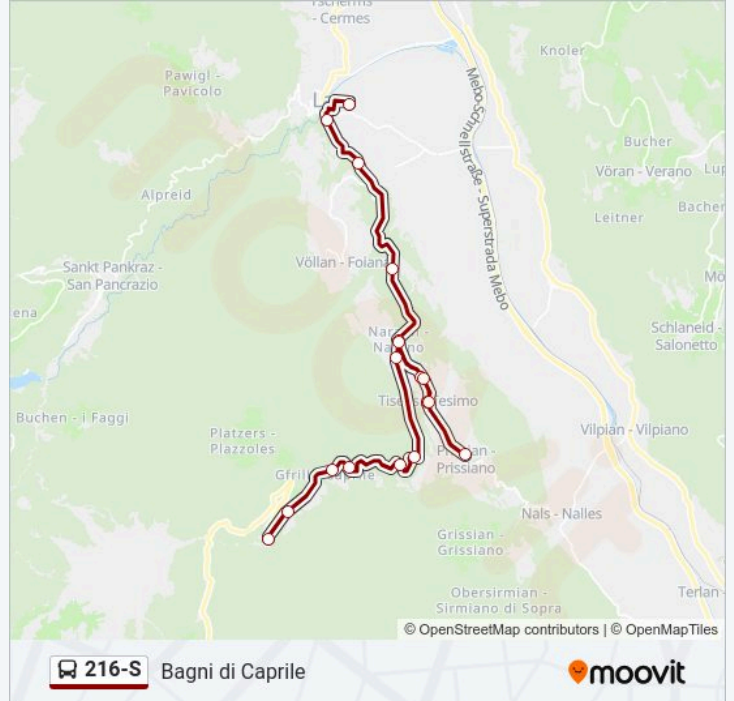 Tscherms
- Cermes
Knoler
Pawigl -
Pavicolo
Mebo-Schnellstraße - Superstrada Mebo
Bucher
Vöran - Verano
Alpreid
Bacher
Leitner
Völlan - Foiana
Sankt Pankraz -
San Pancrazio
Schlaneid -
Salonetto
Buchen - i Faggi
Vilpian - Vilpiano
Platzers -
Plazzoles
Prissiano
Nals - Nalles
Grissian -
Grissiano
Obersirmian -
Sirmiano di Sopra
Terlan -
© OpenStreetMap contributors | © OpenMapTiles
216-S
Bagni di Caprile
moovit